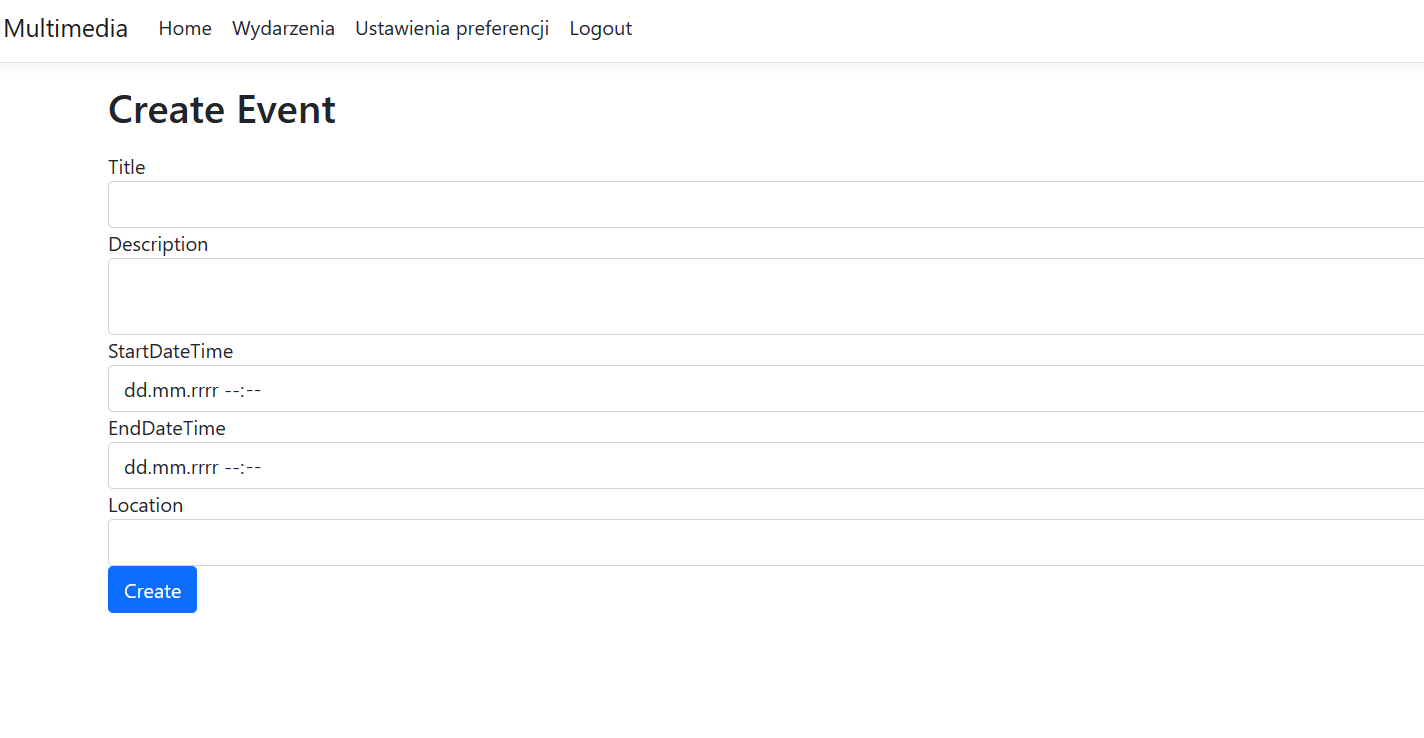 Multimedia Home Wydarzenia Ustawienia preferencji Logout
Create Event
Title
Description
StartDateTime
dd.mm.rrrr --:--
EndDateTime
dd.mm.rrrr --:--
Location
Create